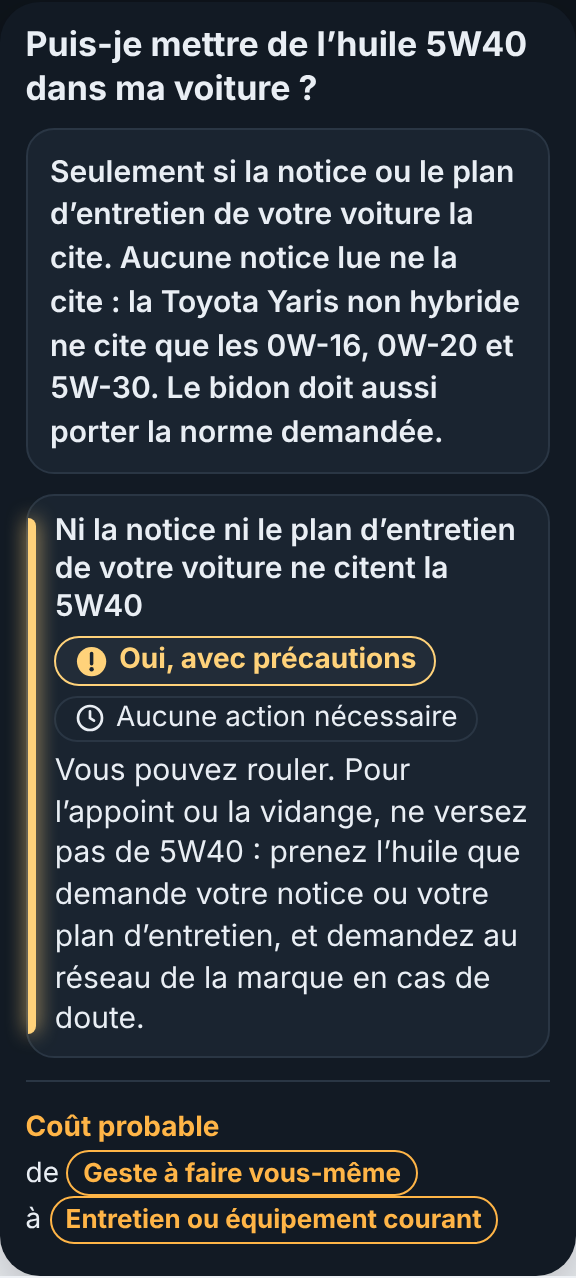 Puis-je mettre de l’huile 5W40
dans ma voiture ?
Seulement si la notice ou le plan
d’entretien de votre voiture la
cite. Aucune notice lue ne la
cite : la Toyota Yaris non hybride
ne cite que les 0W-16, 0W-20 et
5W-30. Le bidon doit aussi
porter la norme demandée.
Ni la notice ni le plan d’entretien
de votre voiture ne citent la
5W40
Oui, avec précautions
Aucune action nécessaire
Vous pouvez rouler. Pour
l’appoint ou la vidange, ne versez
pas de 5W40 : prenez l’huile que
demande votre notice ou votre
plan d’entretien, et demandez au
réseau de la marque en cas de
doute.
Coût probable
de Geste à faire vous-même
à Entretien ou équipement courant